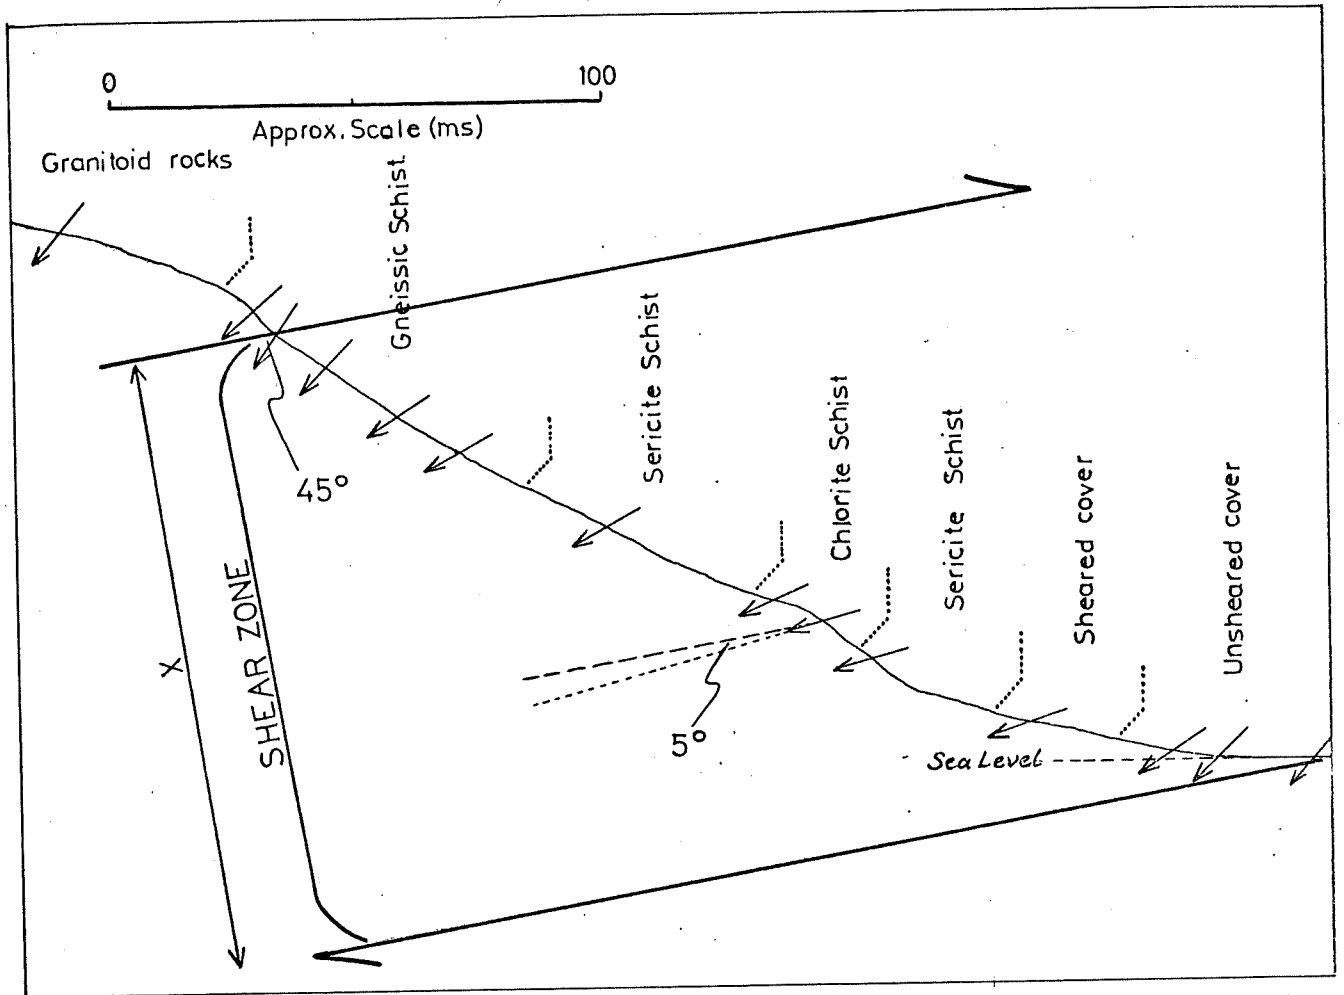 0 100
Approx. Scale (ms)
Granitoid rocks
Gneissic Schist
Sericite Schist
Chlorite Schist
Sericite Schist
Sheared cover
Unsheared cover
45°
SHEAR ZONE
X
5°
Sea Level